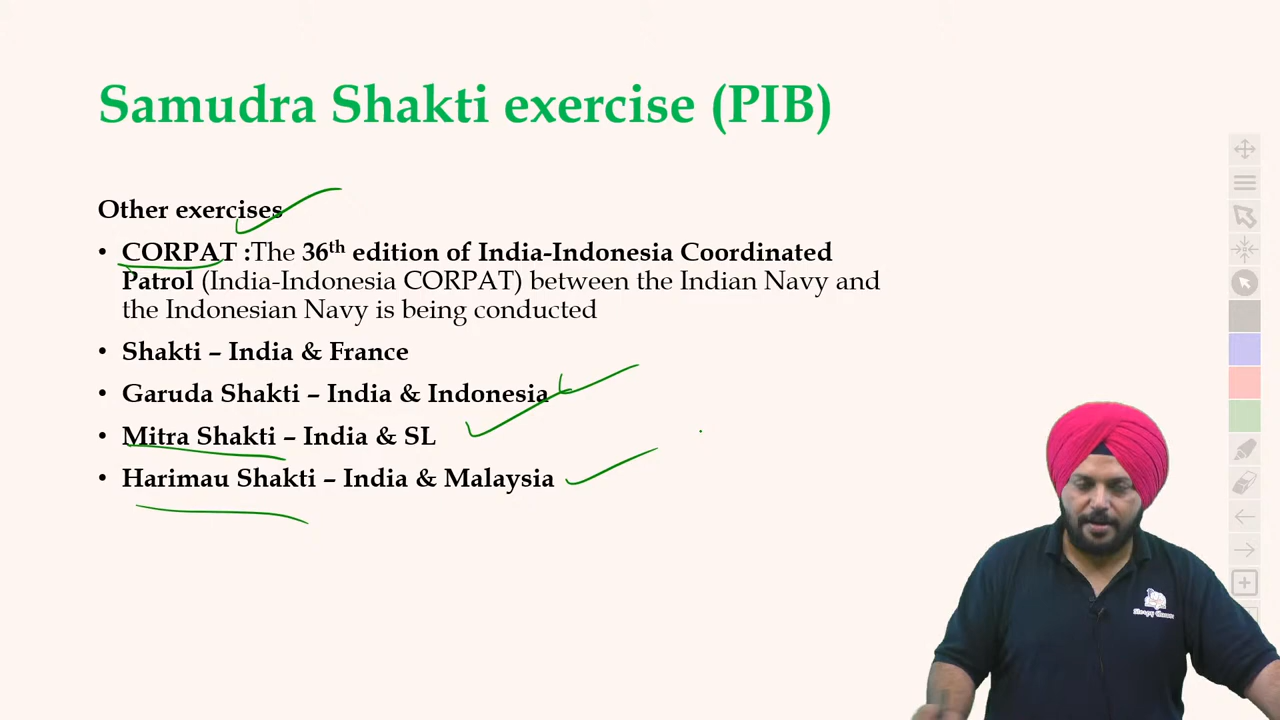 Samudra Shakti exercise (PIB)
Other exercises
• CORPAT :The 36th edition of India-Indonesia Coordinated
Patrol (India-Indonesia CORPAT) between the Indian Navy and
the Indonesian Navy is being conducted
• Shakti – India & France
• Garuda Shakti – India & Indonesia
• Mitra Shakti – India & SL
• Harimau Shakti – India & Malaysia